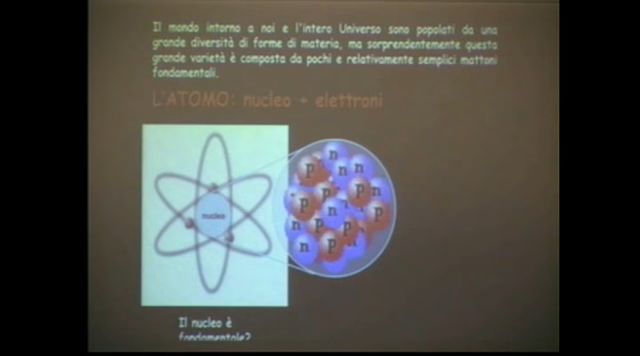 Il mondo intorno a noi e l'intero Universo sono popolati da una
grande diversità di forme di materia, ma sorprendentemente questa
grande varietà è composta da pochi e relativamente semplici mattoni
fondamentali.
L'ATOMO: nucleo + elettroni
n
p
n
n
p
p
n
p
n
p
n
p
n
n
p
nucleo
Il nucleo è
fondamentale?